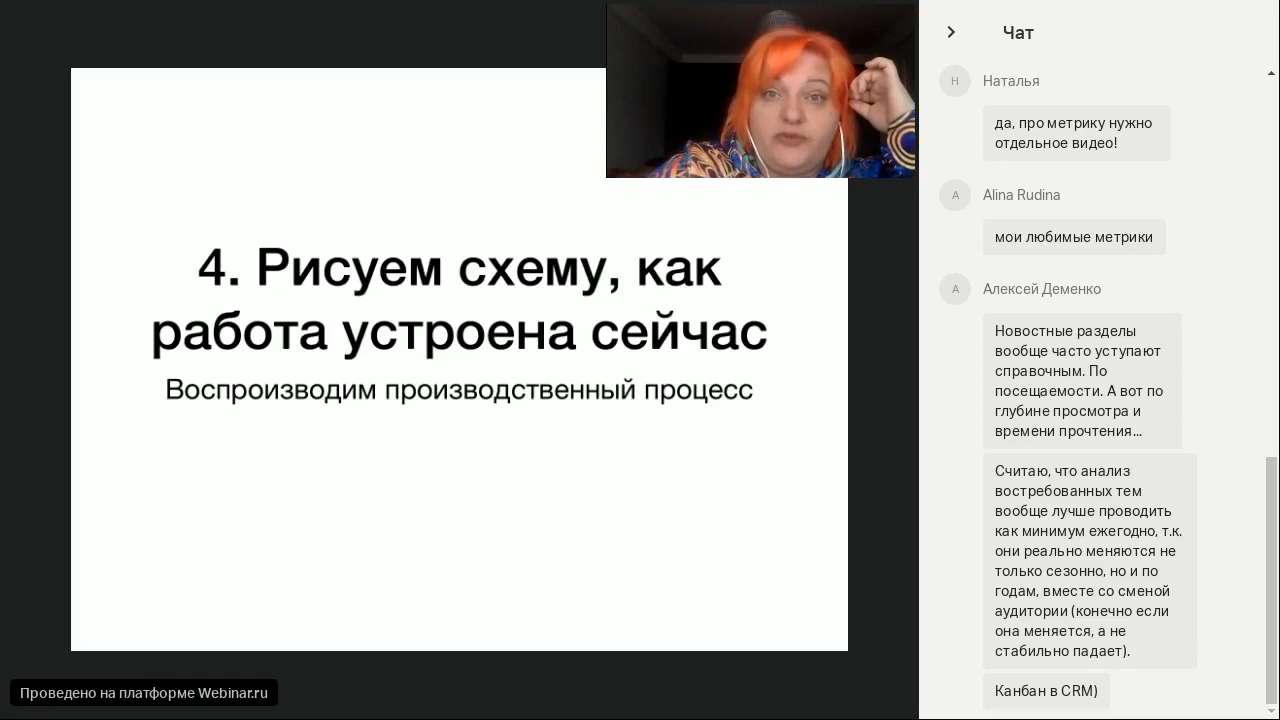 4. Рисуем схему, как
работа устроена сейчас
Воспроизводим производственный процесс
Проведено на платформе Webinar.ru
Чат
Н
Наталья
да, про метрику нужно
отдельное видео!
A
Alina Rudina
мои любимые метрики
А
Алексей Деменко
Новостные разделы
вообще часто уступают
справочным. По
посещаемости. А вот по
глубине просмотра и
времени прочтения...
Считаю, что анализ
востребованных тем
вообще лучше проводить
как минимум ежегодно, т.к.
они реально меняются не
только сезонно, но и по
годам, вместе со сменой
аудитории (конечно если
она меняется, а не
стабильно падает).
Канбан в CRM)